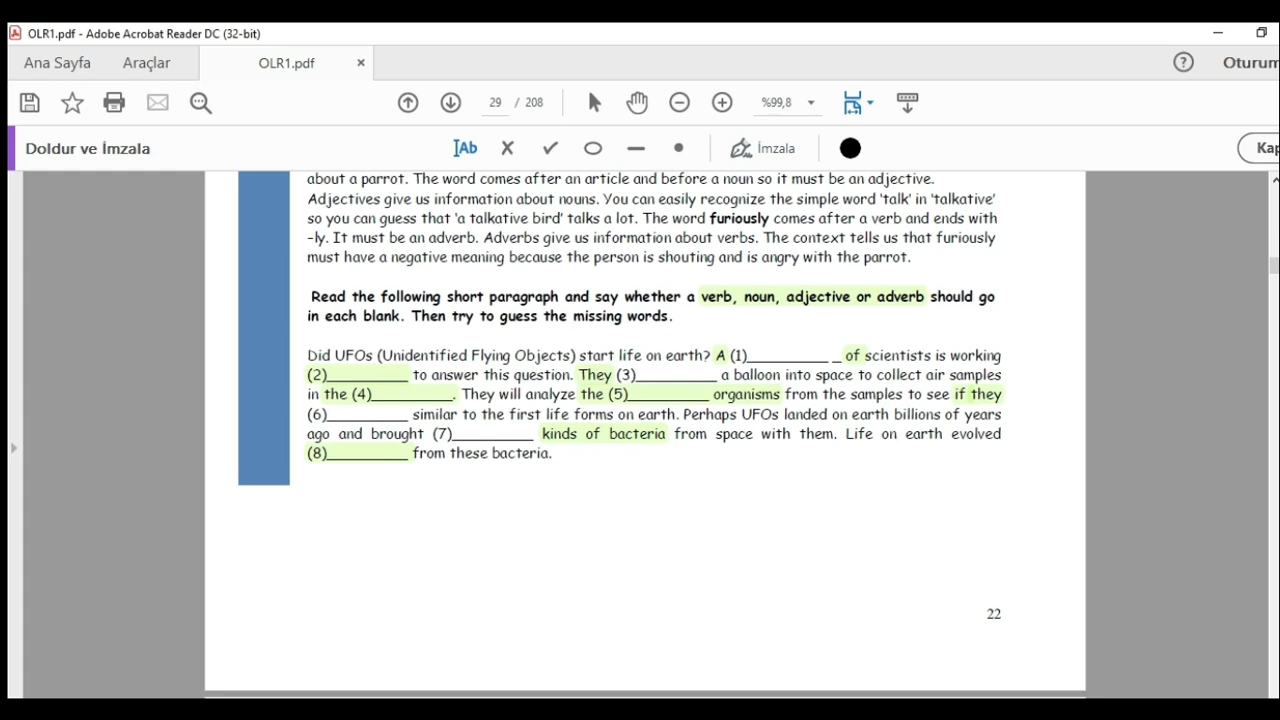 OLR1.pdf - Adobe Acrobat Reader DC (32-bit)
Ana Sayfa Araçlar OLR1.pdf × ? Oturum
29 / 208 %99,8
Doldur ve İmzala IAb İmzala Kap
about a parrot. The word comes after an article and before a noun so it must be an adjective.
Adjectives give us information about nouns. You can easily recognize the simple word 'talk' in 'talkative'
so you can guess that 'a talkative bird' talks a lot. The word furiously comes after a verb and ends with
–ly. It must be an adverb. Adverbs give us information about verbs. The context tells us that furiously
must have a negative meaning because the person is shouting and is angry with the parrot.
Read the following short paragraph and say whether a verb, noun, adjective or adverb should go
in each blank. Then try to guess the missing words.
Did UFOs (Unidentified Flying Objects) start life on earth? A (1)__________ _ of scientists is working
(2)__________ to answer this question. They (3)__________ a balloon into space to collect air samples
in the (4)__________. They will analyze the (5)__________ organisms from the samples to see if they
(6)__________ similar to the first life forms on earth. Perhaps UFOs landed on earth billions of years
ago and brought (7)__________ kinds of bacteria from space with them. Life on earth evolved
(8)__________ from these bacteria.
22